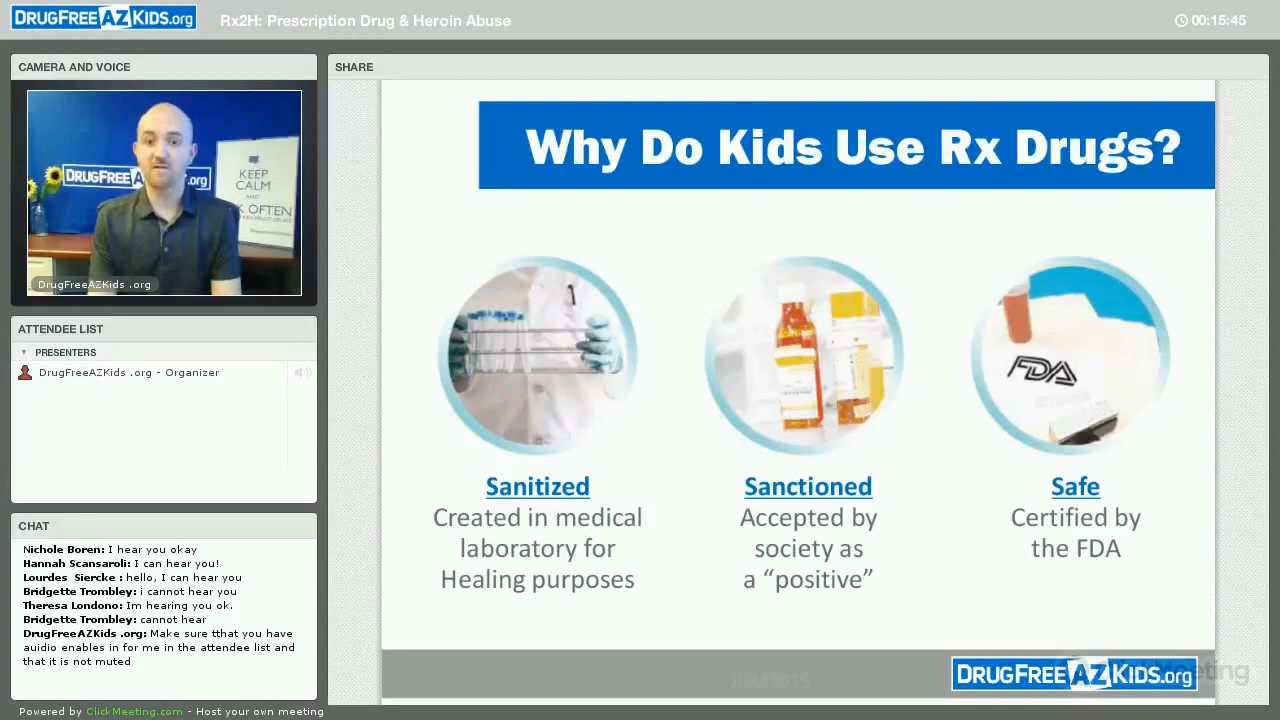 DRUGFREEAZKIDS.org
Rx2H: Prescription Drug & Heroin Abuse
00:15:45
CAMERA AND VOICE
SHARE
DRUGFREEA
.org
KEEP
CALM
AND
OFTEN
DrugFreeAZKids .org
Why Do Kids Use Rx Drugs?
FDA
Sanitized
Created in medical
laboratory for
Healing purposes
Sanctioned
Accepted by
society as
a “positive”
Safe
Certified by
the FDA
ATTENDEE LIST
PRESENTERS
DrugFreeAZKids .org - Organizer
CHAT
Nichole Boren: I hear you okay
Hannah Scansaroli: I can hear you!
Lourdes Siercke : hello, I can hear you
Bridgette Trombley: i cannot hear you
Theresa Londono: Im hearing you ok.
Bridgette Trombley: cannot hear
DrugFreeAZKids .org: Make sure tthat you have
auidio enables in for me in the attendee list and
that it is not muted
DRUGFREEAZKIDS.org
Powered by ClickMeeting.com - Host your own meeting